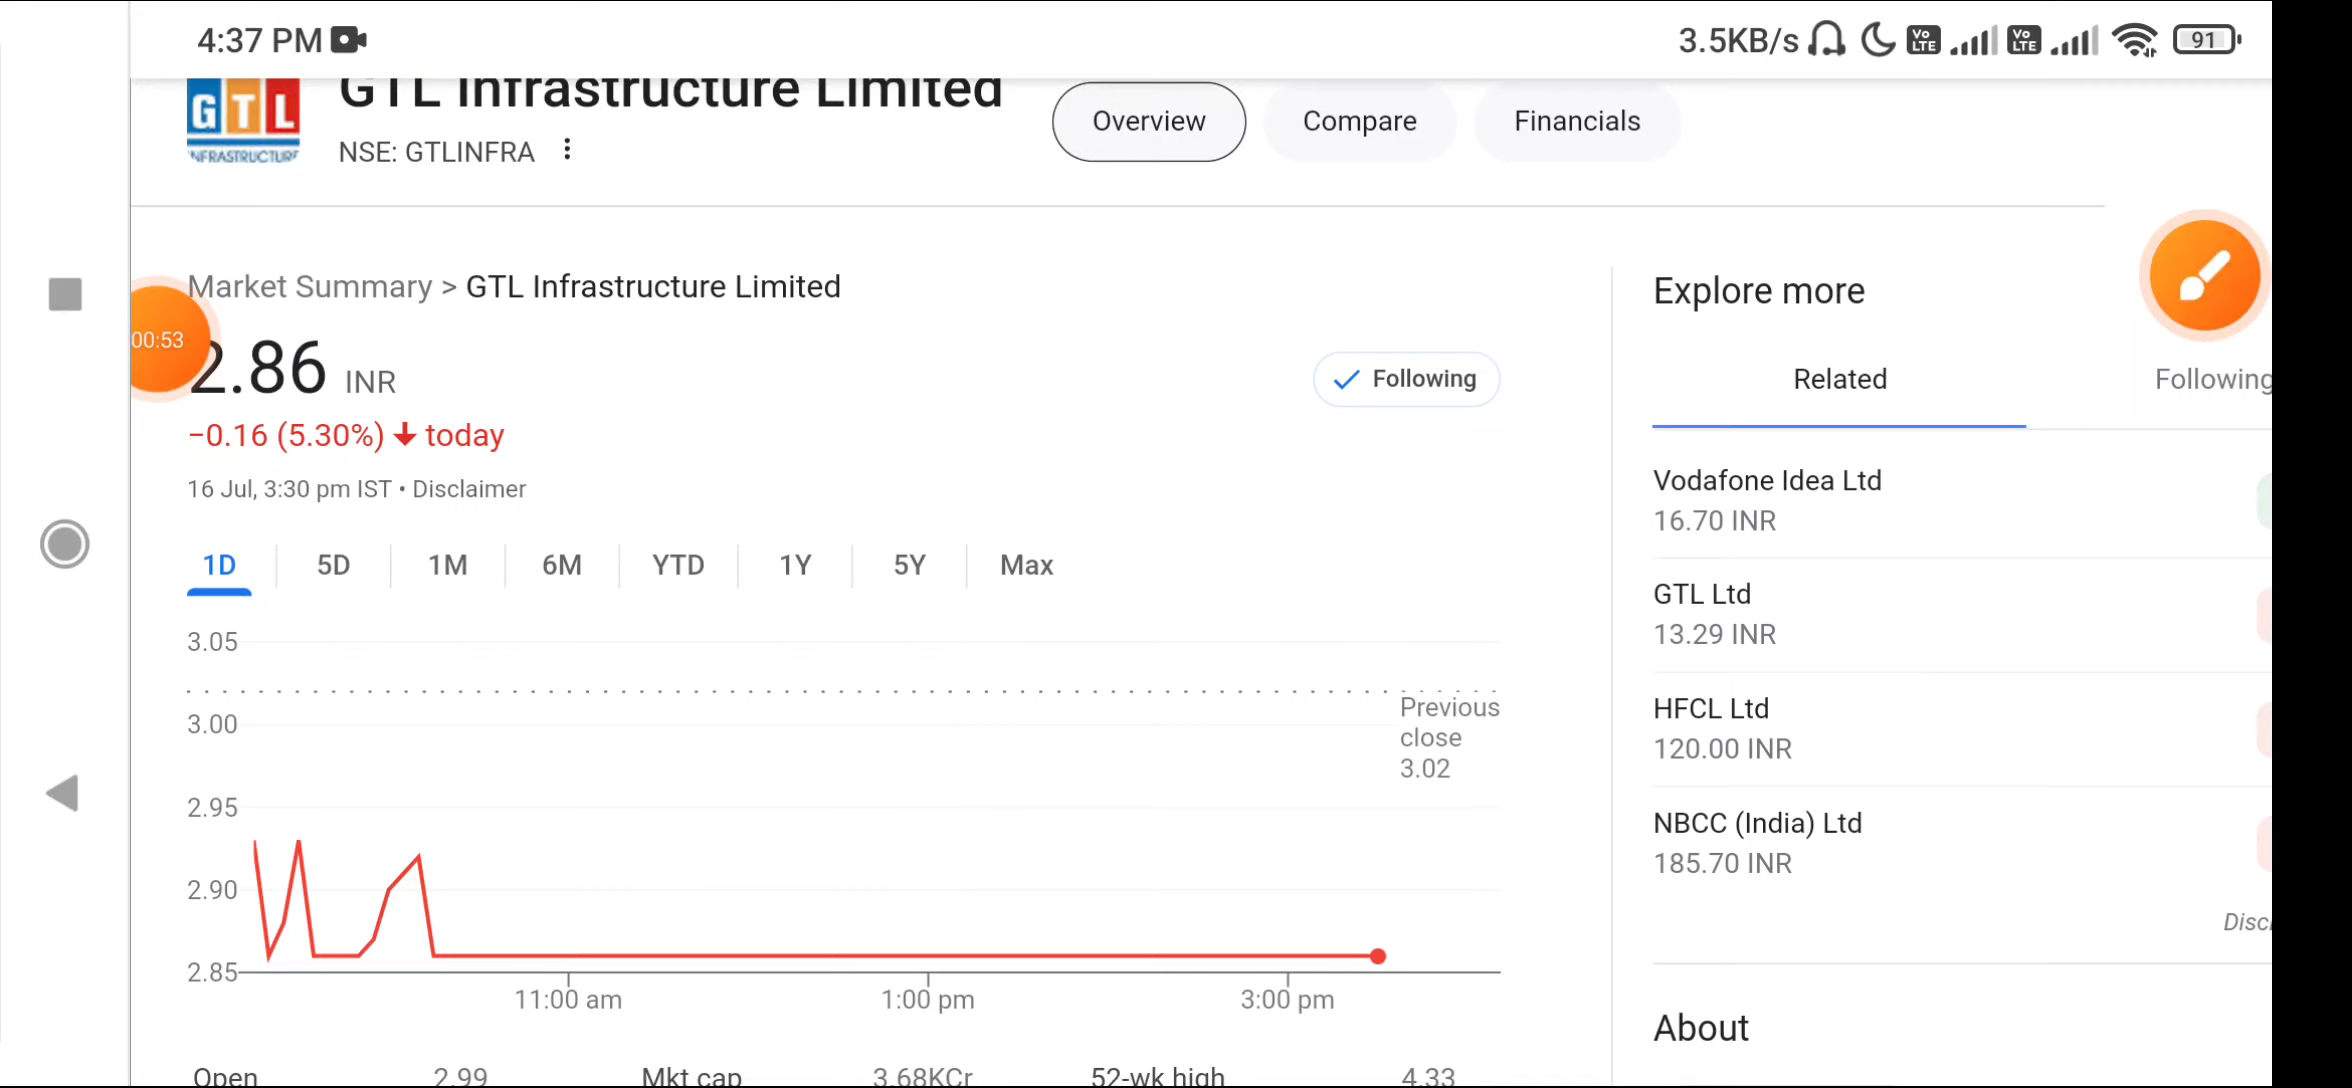 4:37 PM
3.5KB/s
Vo LTE
Vo LTE
91
GTL
INFRASTRUCTURE
GTL Infrastructure Limited
NSE: GTLINFRA
Overview
Compare
Financials
Market Summary > GTL Infrastructure Limited
00:53
2.86 INR
Following
−0.16 (5.30%) today
16 Jul, 3:30 pm IST • Disclaimer
1D
5D
1M
6M
YTD
1Y
5Y
Max
3.05
3.00
2.95
2.90
2.85
Previous
close
3.02
11:00 am
1:00 pm
3:00 pm
Open 2.99
Mkt cap 3.68KCr
52-wk high 4.33
Explore more
Related
Following
Vodafone Idea Ltd
16.70 INR
GTL Ltd
13.29 INR
HFCL Ltd
120.00 INR
NBCC (India) Ltd
185.70 INR
About